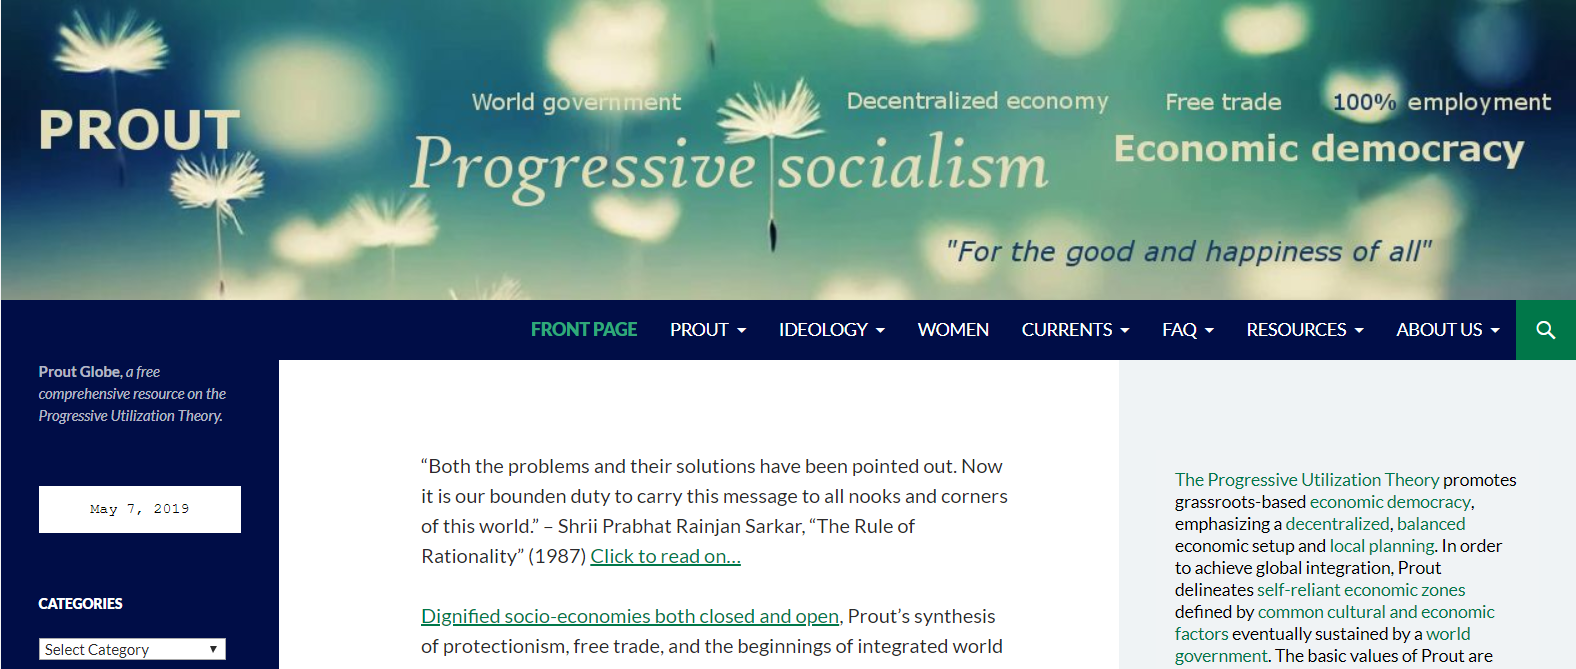 PROUT
World government
Decentralized economy
Free trade
100% employment
Progressive socialism
Economic democracy
"For the good and happiness of all"
FRONT PAGE
PROUT
IDEOLOGY
WOMEN
CURRENTS
FAQ
RESOURCES
ABOUT US
Prout Globe, a free
comprehensive resource on the
Progressive Utilization Theory.
May 7, 2019
CATEGORIES
Select Category
“Both the problems and their solutions have been pointed out. Now
it is our bounden duty to carry this message to all nooks and corners
of this world.” – Shrii Prabhat Rainjan Sarkar, “The Rule of
Rationality” (1987) Click to read on...
Dignified socio-economies both closed and open, Prout’s synthesis
of protectionism, free trade, and the beginnings of integrated world
The Progressive Utilization Theory promotes
grassroots-based economic democracy,
emphasizing a decentralized, balanced
economic setup and local planning. In order
to achieve global integration, Prout
delineates self-reliant economic zones
defined by common cultural and economic
factors eventually sustained by a world
government. The basic values of Prout are